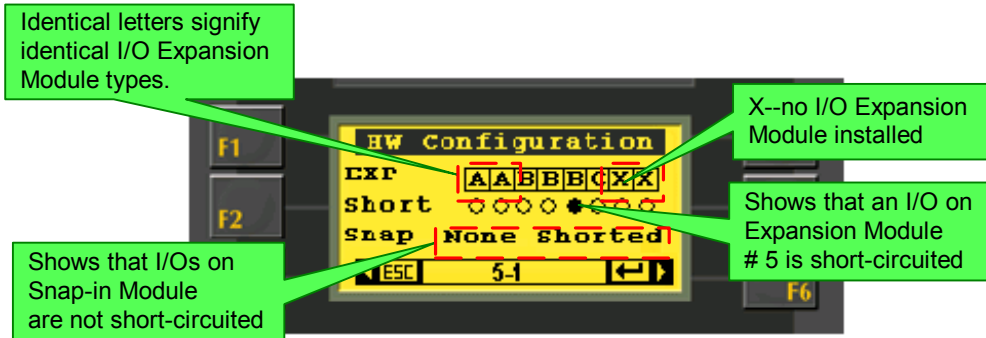 Identical letters signify
identical I/O Expansion
Module types.
X--no I/O Expansion
Module installed
F1
HW Configuration
EXP AABBBCXX
F2
Short
Snap None Shorted
Shows that an I/O on
Expansion Module
# 5 is short-circuited
Shows that I/Os on
Snap-in Module
are not short-circuited
ESC 5-1
F6